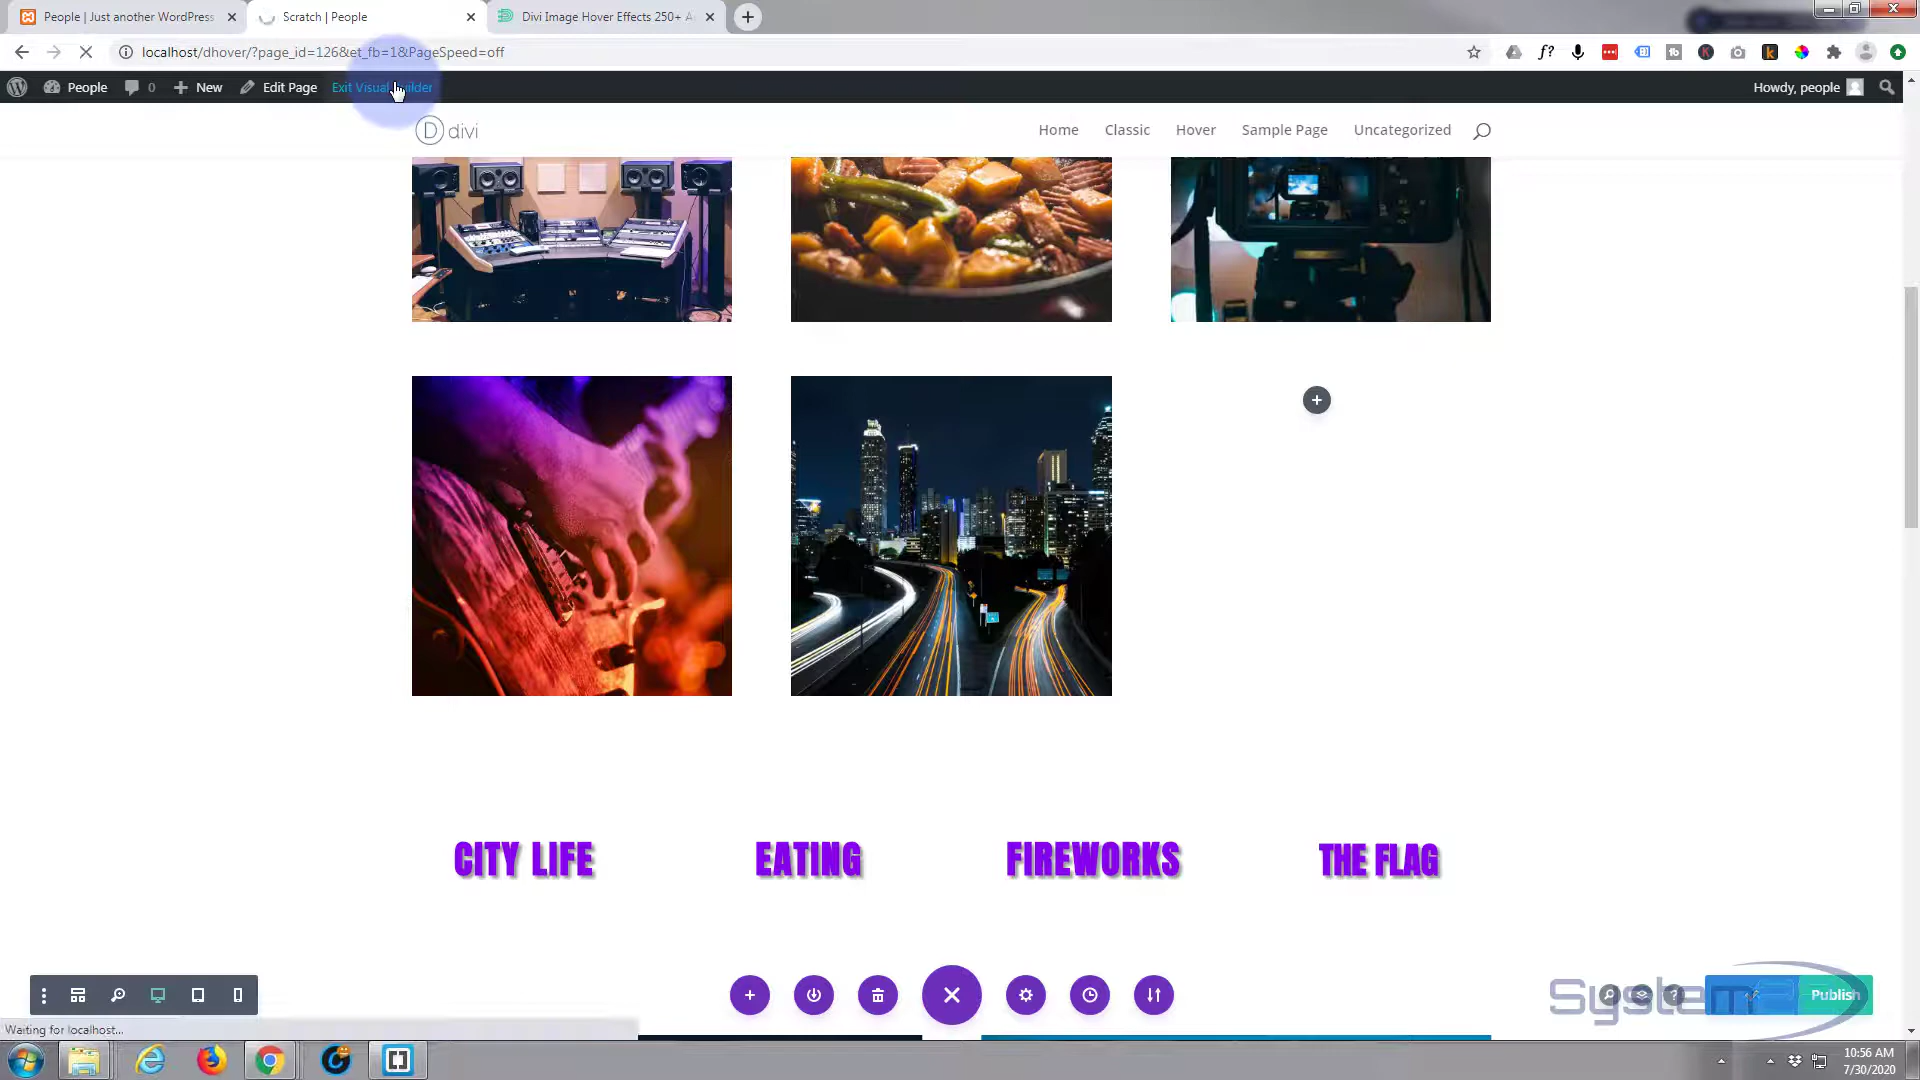 People | Just another WordPress
Scratch | People
Divi Image Hover Effects 250+ A
localhost/dhover/?page_id=126&et_fb=1&PageSpeed=off
People
0
New
Edit Page
Exit Visual Builder
Howdy, people
divi
Home
Classic
Hover
Sample Page
Uncategorized
CITY LIFE
EATING
FIREWORKS
THE FLAG
Publish
Waiting for localhost...
10:56 AM
7/30/2020